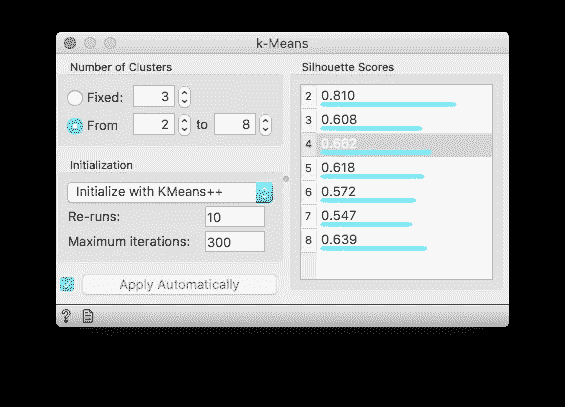 k-Means
Number of Clusters
Fixed: 3
From 2 to 8
Initialization
Initialize with KMeans++
Re-runs: 10
Maximum iterations: 300
Apply Automatically
Silhouette Scores
2 0.810
3 0.608
4 0.662
5 0.618
6 0.572
7 0.547
8 0.639
?